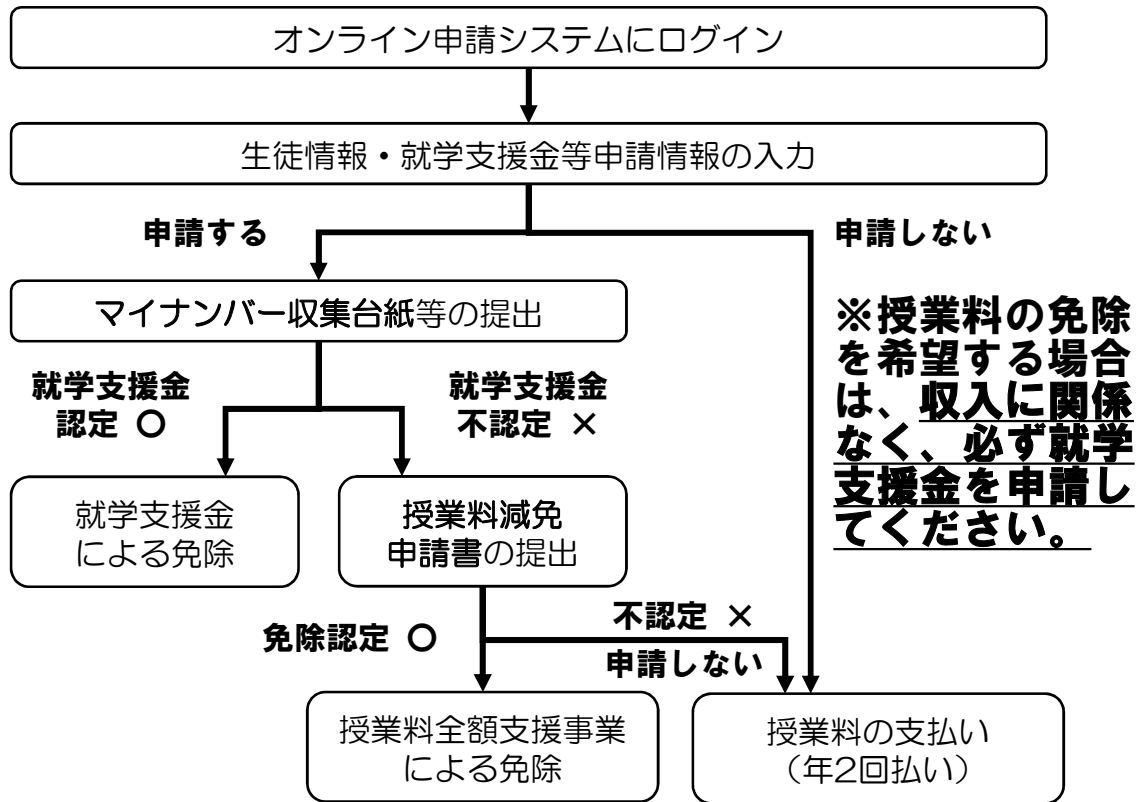 オンライン申請システムにログイン
生徒情報・就学支援金等申請情報の入力
申請する
申請しない
マイナンバー収集台紙等の提出
※授業料の免除
を希望する場合
は、収入に関係
なく、必ず就学
支援金を申請し
てください。
就学支援金
認定 〇
就学支援金
不認定 ×
就学支援金
による免除
授業料減免
申請書の提出
免除認定 〇
不認定 ×
申請しない
授業料全額支援事業
による免除
授業料の支払い
（年2回払い）